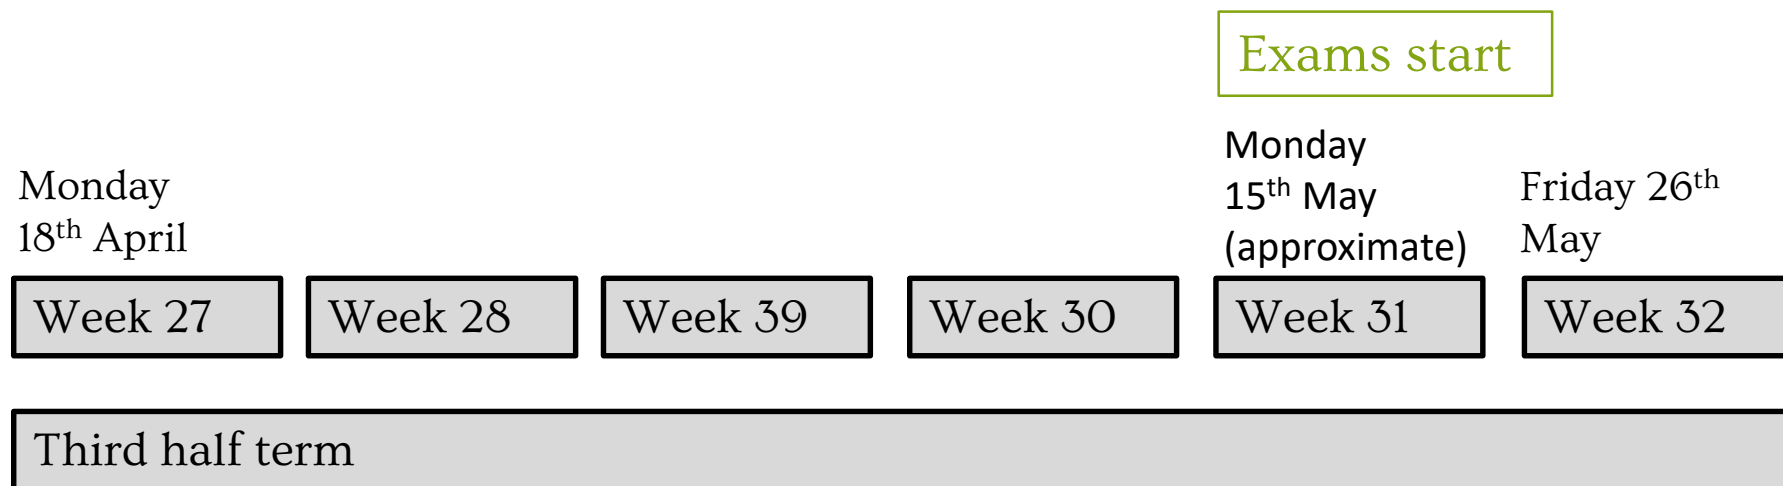 Exams start
Monday
18th April
Monday
15th May
(approximate)
Friday 26th
May
Week 27
Week 28
Week 39
Week 30
Week 31
Week 32
Third half term